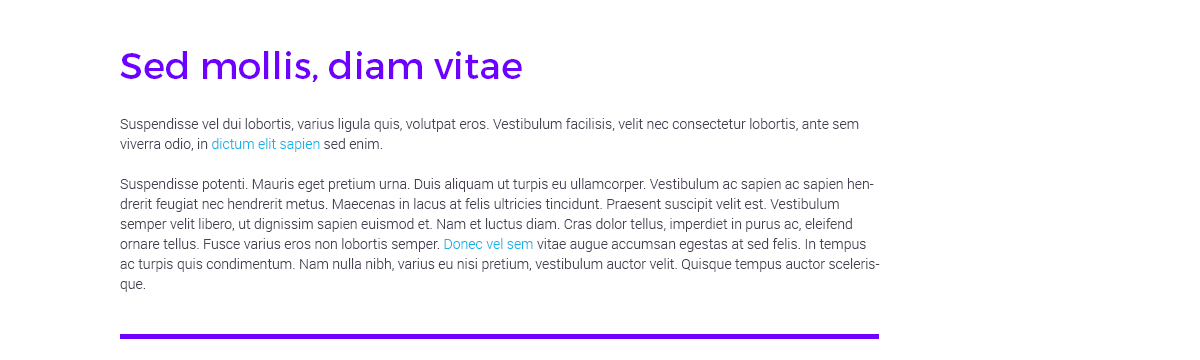 Sed mollis, diam vitae
Suspendisse vel dui lobortis, varius ligula quis, volutpat eros. Vestibulum facilisis, velit nec consectetur lobortis, ante sem
viverra odio, in dictum elit sapien sed enim.
Suspendisse potenti. Mauris eget pretium urna. Duis aliquam ut turpis eu ullamcorper. Vestibulum ac sapien ac sapien hen-
drerit feugiat nec hendrerit metus. Maecenas in lacus at felis ultricies tincidunt. Praesent suscipit velit est. Vestibulum
semper velit libero, ut dignissim sapien euismod et. Nam et luctus diam. Cras dolor tellus, imperdiet in purus ac, eleifend
ornare tellus. Fusce varius eros non lobortis semper. Donec vel sem vitae augue accumsan egestas at sed felis. In tempus
ac turpis quis condimentum. Nam nulla nibh, varius eu nisi pretium, vestibulum auctor velit. Quisque tempus auctor sceleris-
que.